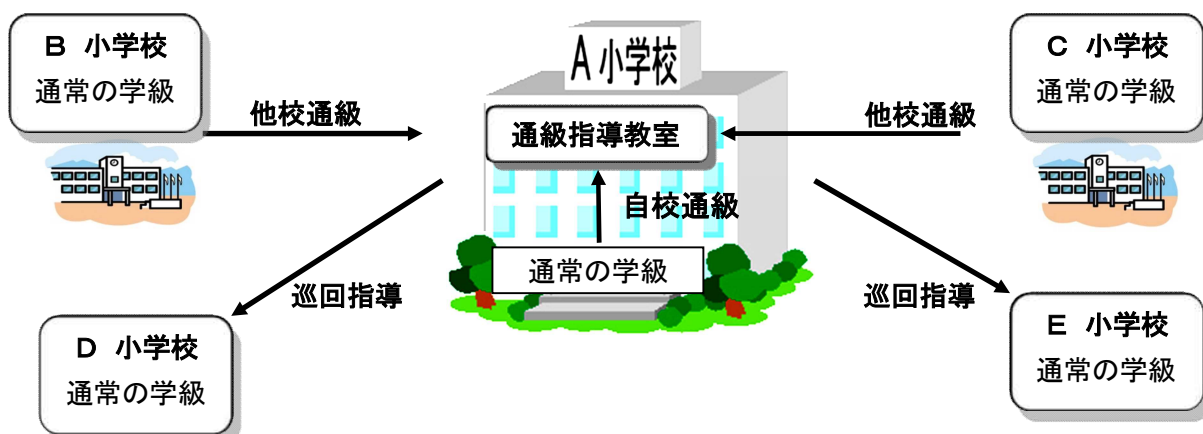 B 小学校
通常の学級
A小学校
C 小学校
通常の学級
他校通級
通級指導教室
他校通級
自校通級
通常の学級
巡回指導
巡回指導
D 小学校
通常の学級
E 小学校
通常の学級